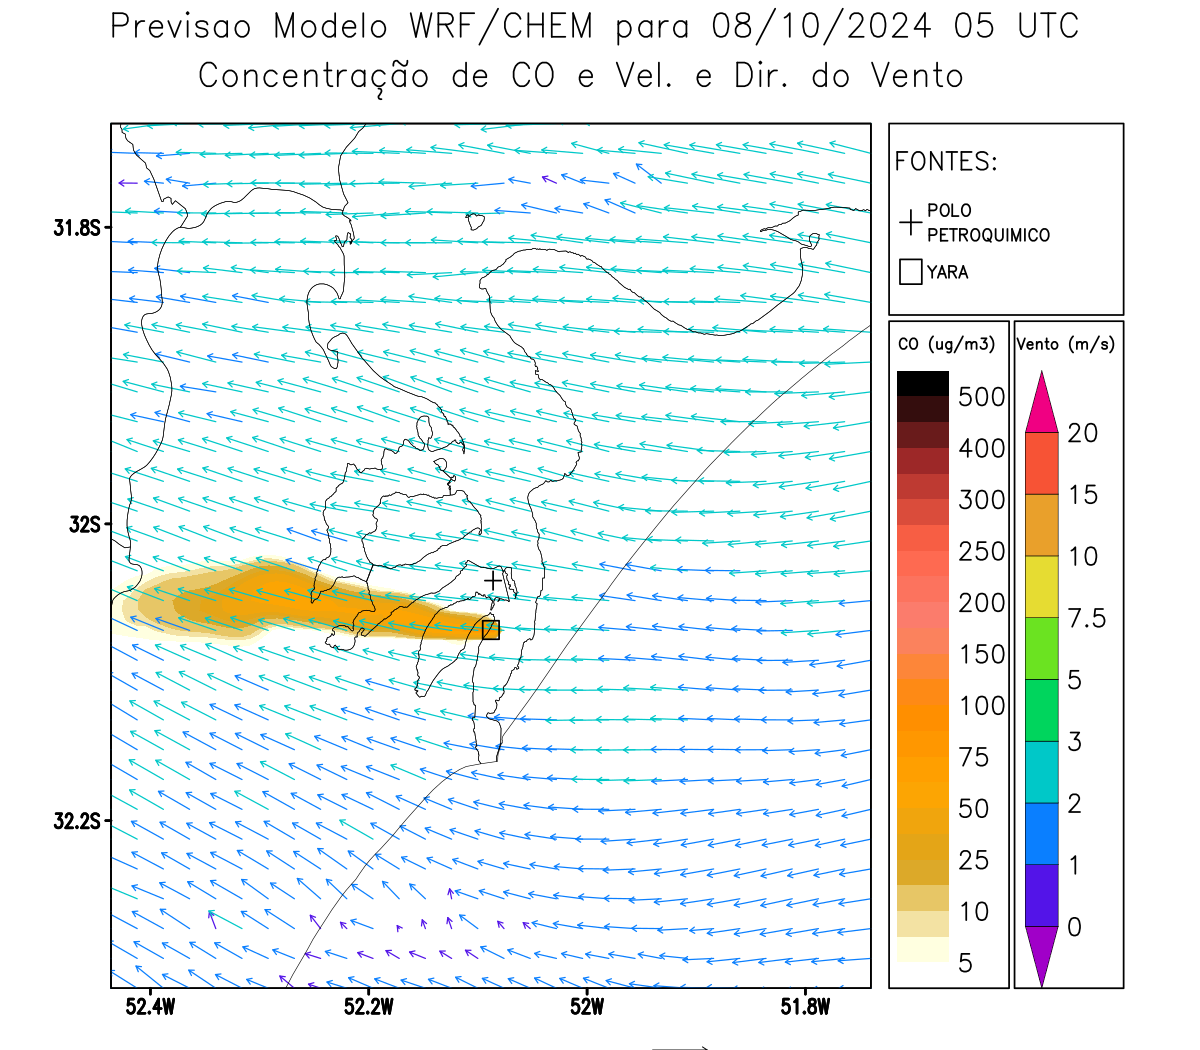 Previsao Modelo WRF/CHEM para 08/10/2024 05 UTC
Concentração de CO e Vel. e Dir. do Vento
FONTES:
POLO
PETROQUIMICO
YARA
31.8S
32S
32.2S
52.4W
52.2W
52W
51.8W
CO (ug/m3)
500
400
300
250
200
150
100
75
50
25
10
5
Vento (m/s)
20
15
10
7.5
5
3
2
1
0